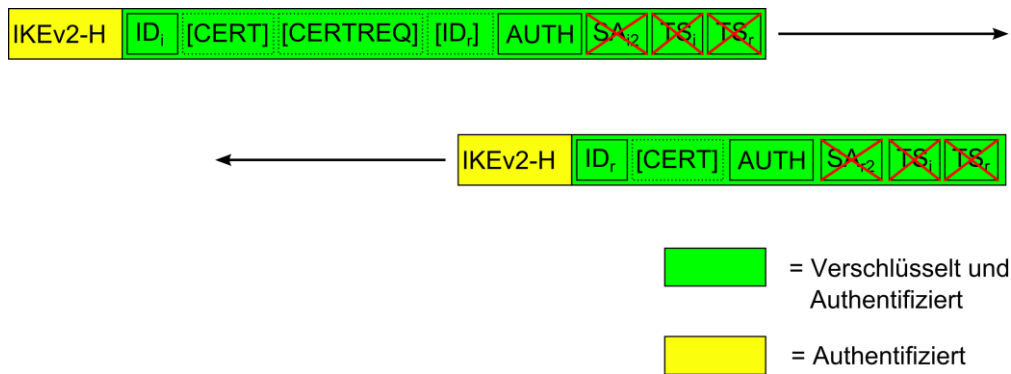 IKEv2-H IDi [CERT] [CERTREQ] [IDr] AUTH SAi2 TSi TSr
IKEv2-H IDr [CERT] AUTH SAr2 TSi TSr
= Verschlüsselt und
Authentifiziert
= Authentifiziert